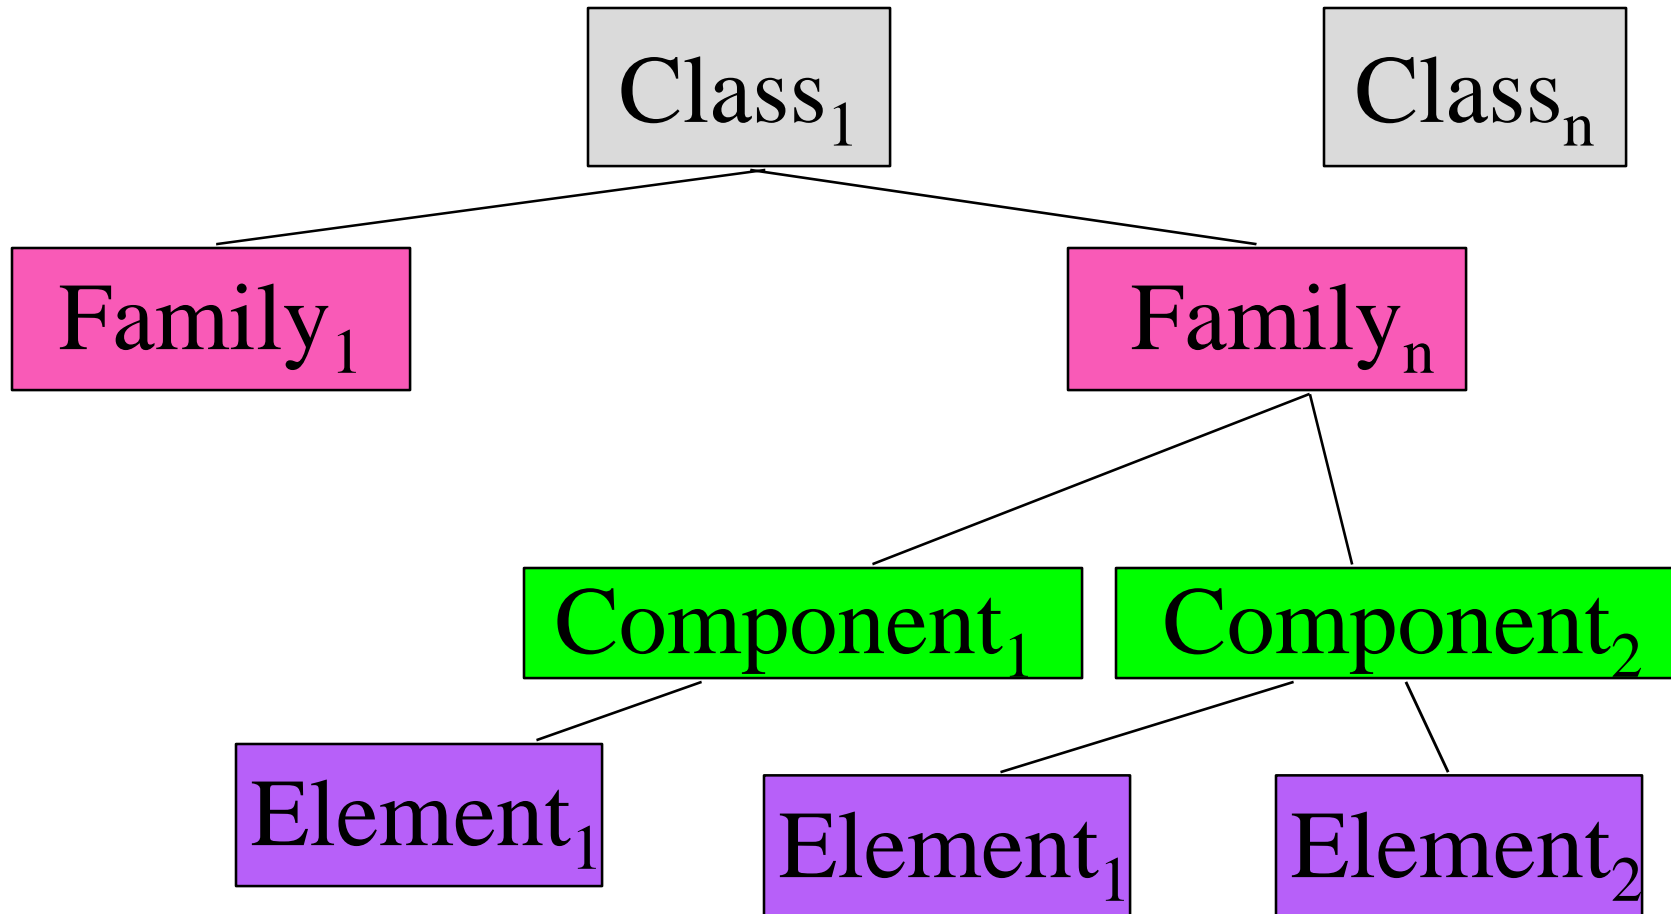 Class₁
Classₙ
Family₁
Familyₙ
Component₁
Component₂
Element₁
Element₁
Element₂